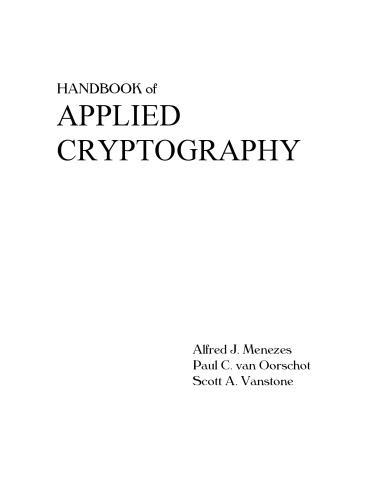 HANDBOOK of
APPLIED
CRYPTOGRAPHY
Alfred J. Menezes
Paul C. van Oorschot
Scott A. Vanstone